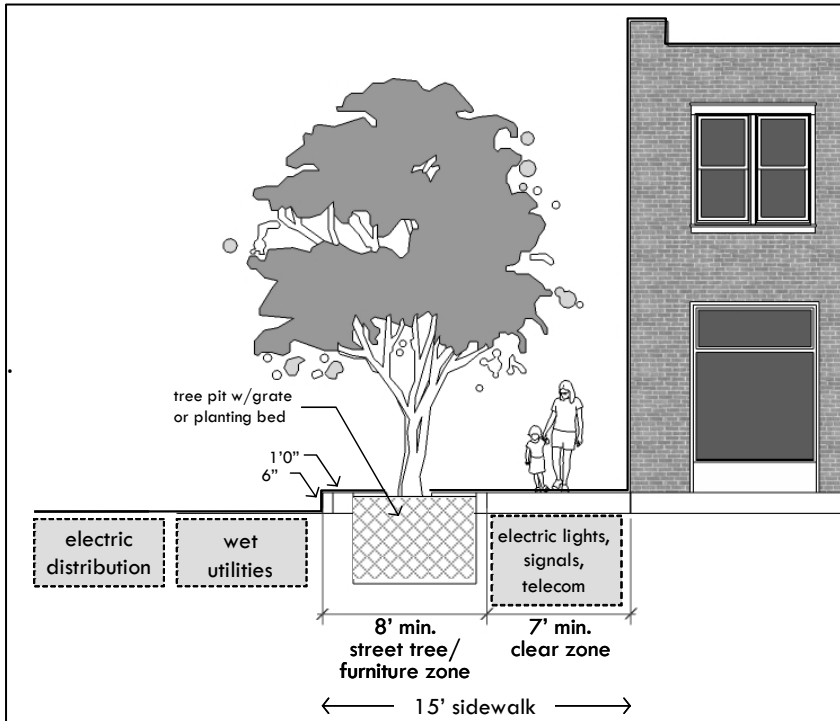 tree pit w/grate
or planting bed
1'0"
6"
electric
distribution
wet
utilities
electric lights,
signals,
telecom
8' min.
street tree/
furniture zone
7' min.
clear zone
15' sidewalk